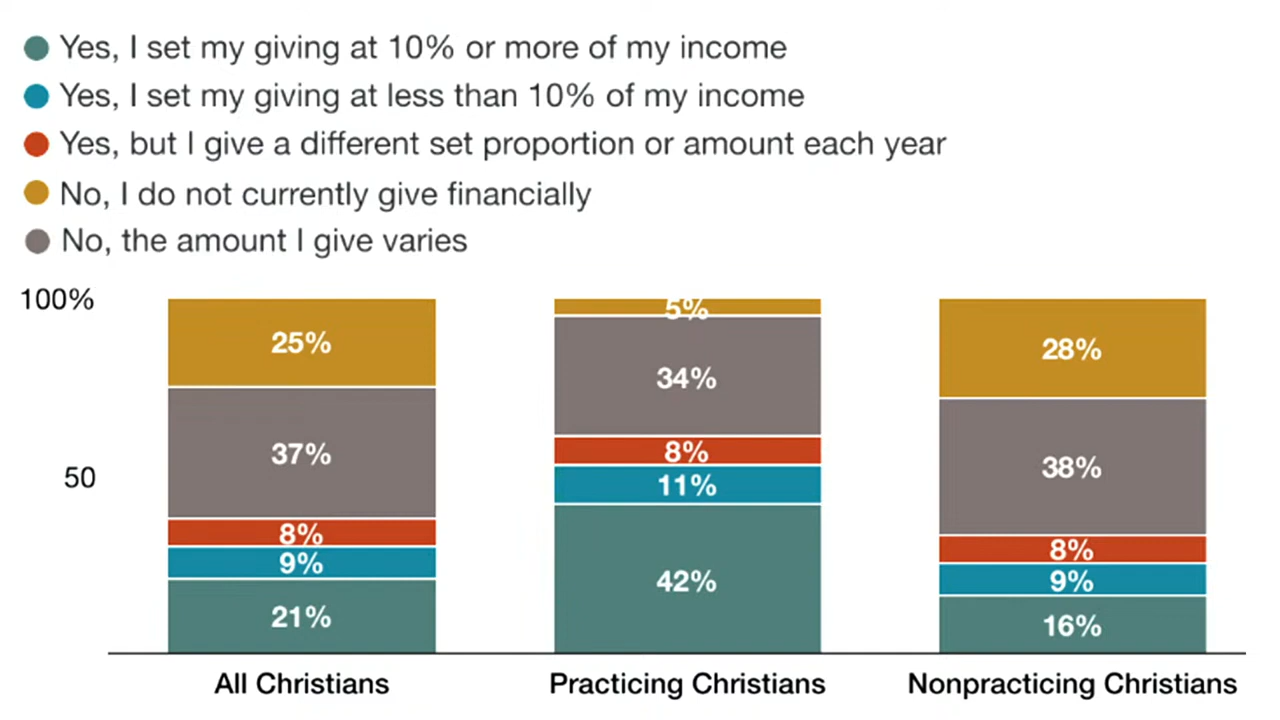 Yes, I set my giving at 10% or more of my income
Yes, I set my giving at less than 10% of my income
Yes, but I give a different set proportion or amount each year
No, I do not currently give financially
No, the amount I give varies
100%
50
25%
37%
8%
9%
21%
5%
34%
8%
11%
42%
28%
38%
8%
9%
16%
All Christians
Practicing Christians
Nonpracticing Christians